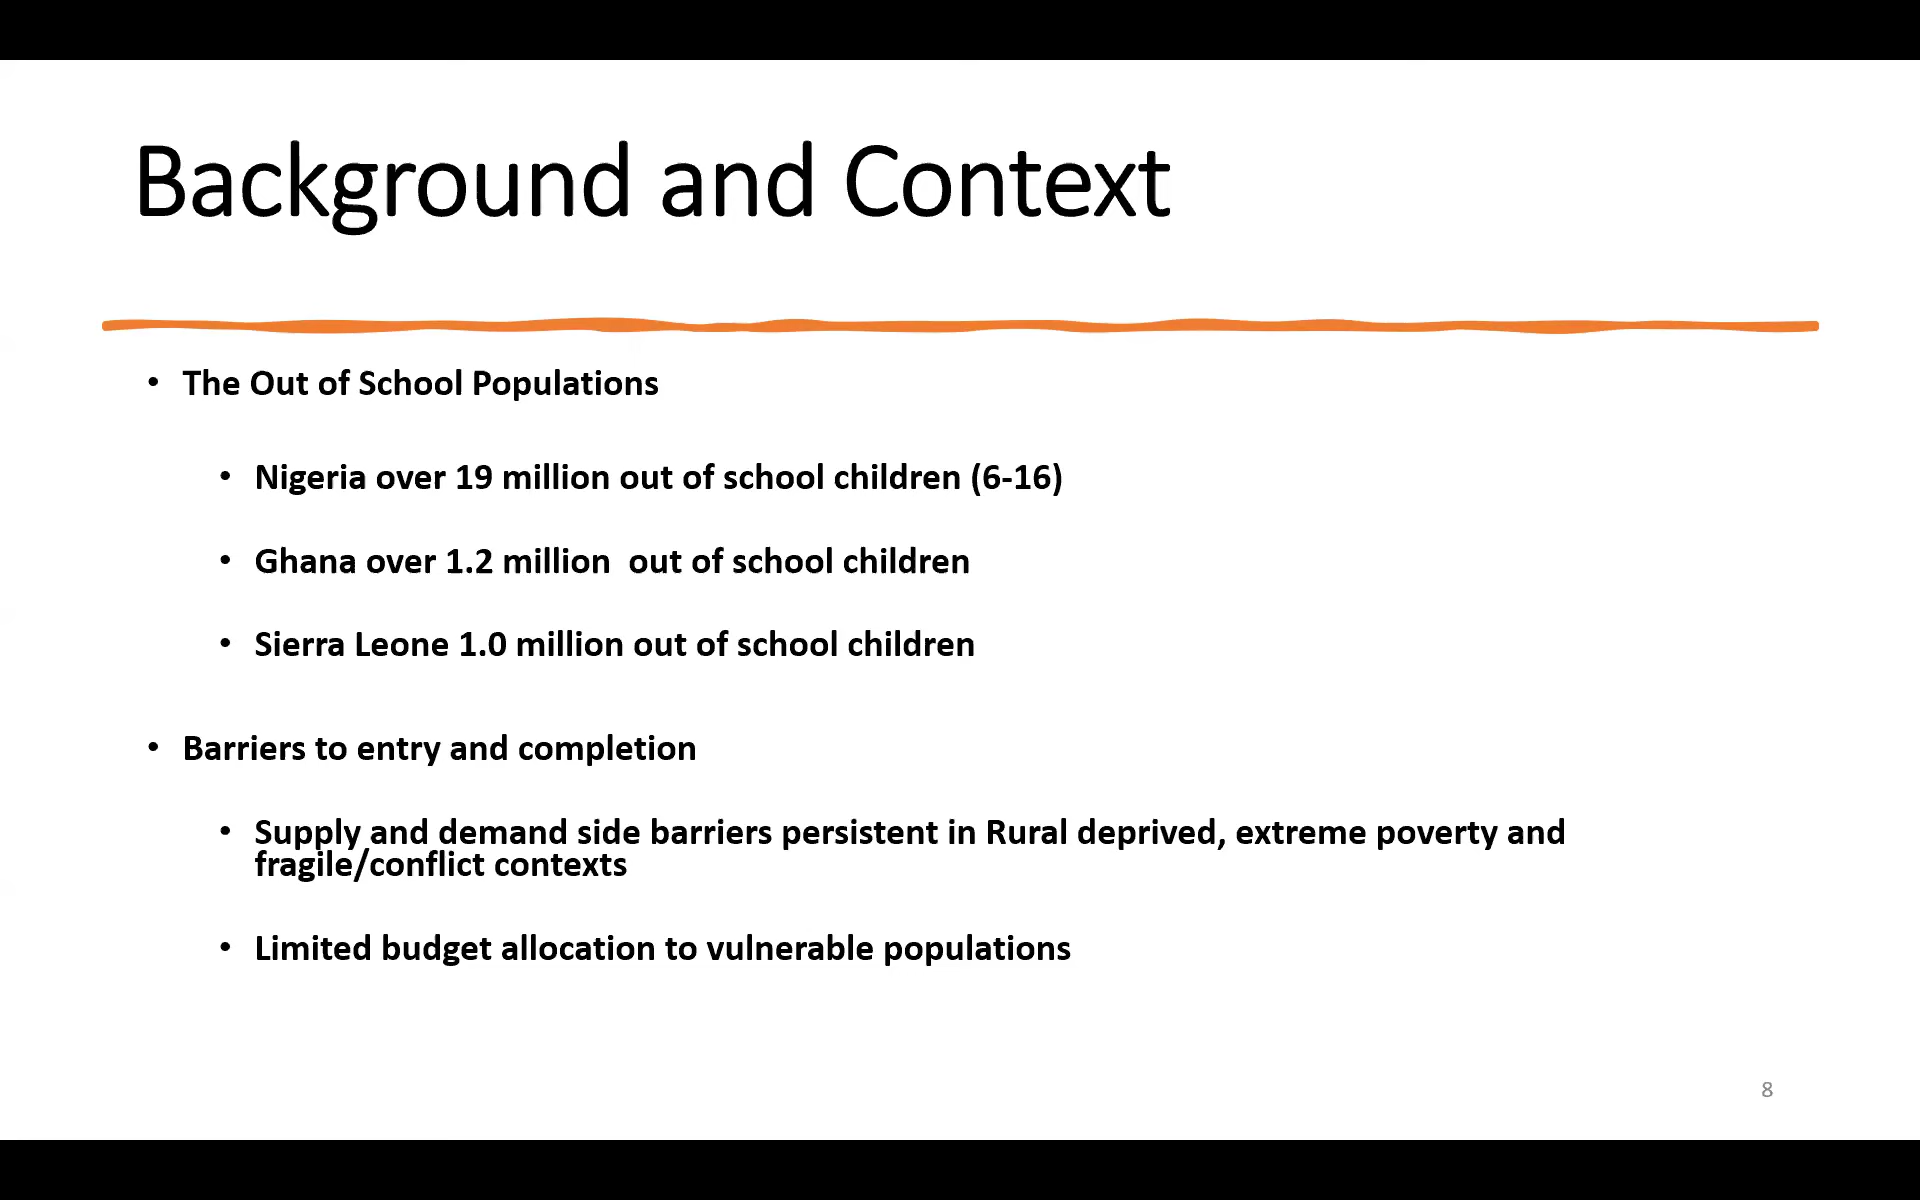 Background and Context
• The Out of School Populations
• Nigeria over 19 million out of school children (6-16)
• Ghana over 1.2 million  out of school children
• Sierra Leone 1.0 million out of school children
• Barriers to entry and completion
• Supply and demand side barriers persistent in Rural deprived, extreme poverty and
fragile/conflict contexts
• Limited budget allocation to vulnerable populations
8